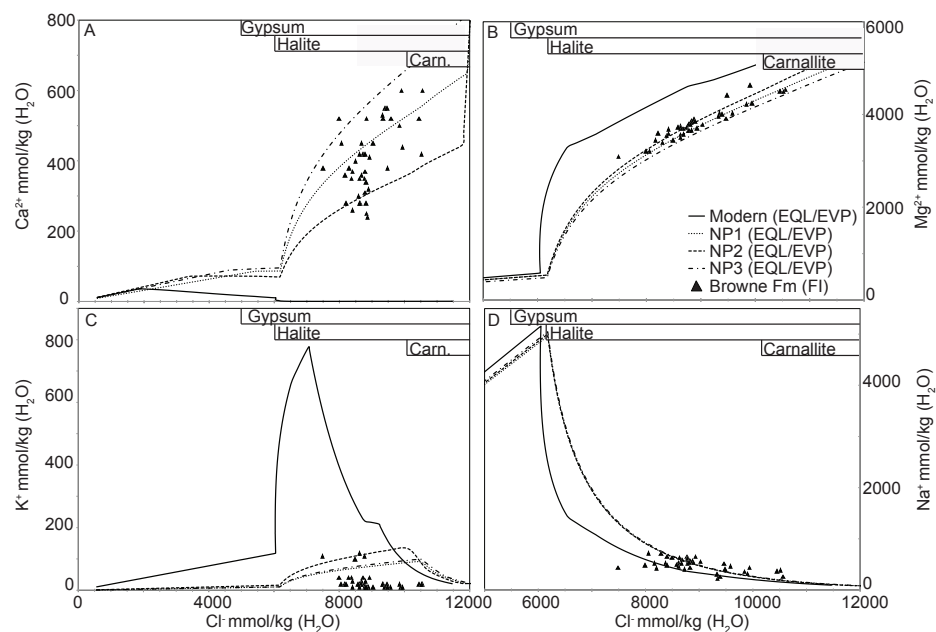 A
Gypsum
Halite
Carn.
800
600
400
200
0
Ca²⁺ mmol/kg (H₂O)
B
Gypsum
Halite
Carnallite
6000
4000
2000
0
Mg²⁺ mmol/kg (H₂O)
Modern (EQL/EVP)
NP1 (EQL/EVP)
NP2 (EQL/EVP)
NP3 (EQL/EVP)
Browne Fm (FI)
C
Gypsum
Halite
Carn.
800
600
400
200
0
K⁺ mmol/kg (H₂O)
0 4000 8000 12000
Cl⁻ mmol/kg (H₂O)
D
Gypsum
Halite
Carnallite
4000
2000
0
Na⁺ mmol/kg (H₂O)
6000 8000 10000 12000
Cl⁻ mmol/kg (H₂O)